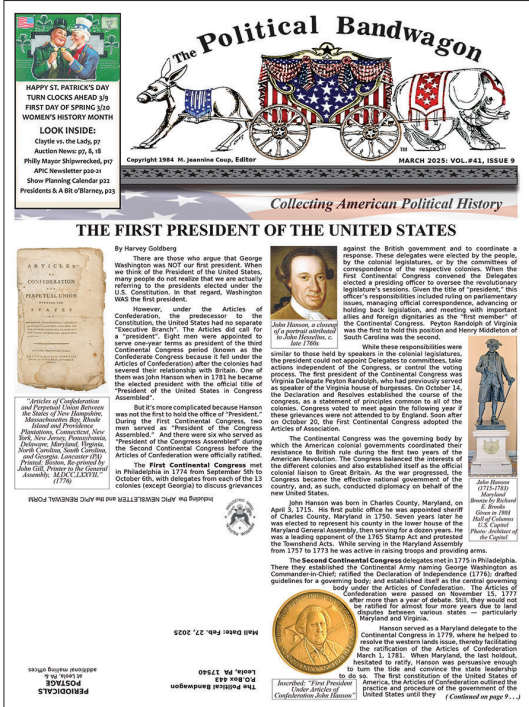 HAPPY ST. PATRICK'S DAY
TURN CLOCKS AHEAD 3/9
FIRST DAY OF SPRING 3/20
WOMEN'S HISTORY MONTH
LOOK INSIDE:
Claytie vs. the Lady, p7
Auction News: p7, 8, 18
Philly Mayor Shipwrecked, p17
APIC Newsletter p20-21
Show Planning Calendar p22
Presidents & A Bit o'Blarney, p23
The Political Bandwagon
TM
Copyright 1984 M. Jeannine Coup, Editor
MARCH 2025: VOL.#41, ISSUE 9
Collecting American Political History
THE FIRST PRESIDENT OF THE UNITED STATES
ARTICLES
OF
CONFEDERATION
AND
PERPETUAL UNION
BETWEEN THE
STATES
"Articles of Confederation
and Perpetual Union Between
the States of New Hampshire,
Massachusettes Bay, Rhode
Island and Providence
Plantations, Connecticut, New
York, New Jersey, Pennsylvania,
Delaware, Maryland, Virginia,
North Carolina, South Carolina,
and Georgia. Lancaster (PA)
Printed; Boston, Re-printed by
John Gill, Printer to the General
Assembly. M,DCC,LXXVII."
(1776)
By Harvey Goldberg
There are those who argue that George
Washington was NOT our first president. When
we think of the President of the United States,
many people do not realize that we are actually
referring to the presidents elected under the
U.S. Constitution. In that regard, Washington
WAS the first president.
However, under the Articles of
Confederation, the predecessor to the
Constitution, the United States had no separate
"Executive Branch". The Articles did call for
a "president". Eight men were appointed to
serve one-year terms as president of the third
Continental Congress period (known as the
Confederate Congress because it fell under the
Articles of Confederation) after the colonies had
severed their relationship with Britain. One of
them was John Hanson when in 1781 he became
the elected president with the official title of
"President of the United States in Congress
Assembled".
But it's more complicated because Hanson
was not the first to hold the office of "President."
During the First Continental Congress, two
men served as "President of the Congress
Assembled." And there were six who served as
"President of the Congress Assembled" during
the Second Continental Congress before the
Articles of Confederation were officially ratified.
The First Continental Congress met
in Philadelphia in 1774 from September 5th to
October 6th, with delegates from each of the 13
colonies (except Georgia) to discuss grievances
John Hanson, a closeup
of a portrait attributed
to John Hesselius, c.
late 1760s
against the British government and to coordinate a
response. These delegates were elected by the people,
by the colonial legislatures, or by the committees of
correspondence of the respective colonies. When the
First Continental Congress convened the Delegates
elected a presiding officer to oversee the revolutionary
legislature's sessions. Given the title of "president," this
officer's responsibilities included ruling on parliamentary
issues, managing official correspondence, advancing or
holding back legislation, and meeting with important
allies and foreign dignitaries as the "first member" of
the Continental Congress. Peyton Randolph of Virginia
was the first to hold this position and Henry Middleton of
South Carolina was the second.
While these responsibilities were
similar to those held by speakers in the colonial legislatures,
the president could not appoint Delegates to committees, take
actions independent of the Congress, or control the voting
process. The first president of the Continental Congress was
Virginia Delegate Peyton Randolph, who had previously served
as speaker of the Virginia house of burgesses. On October 14,
the Declaration and Resolves established the course of the
congress, as a statement of principles common to all of the
colonies. Congress voted to meet again the following year if
these grievances were not attended to by England. Soon after
on October 20, the First Continental Congress adopted the
Articles of Association.
The Continental Congress was the governing body by
which the American colonial governments coordinated their
resistance to British rule during the first two years of the
American Revolution. The Congress balanced the interests of
the different colonies and also established itself as the official
colonial liaison to Great Britain. As the war progressed, the
Congress became the effective national government of the
country, and, as such, conducted diplomacy on behalf of the
new United States.
John Hanson
(1715-1783)
Maryland
Bronze by Richard
E. Brooks
Given in 1903
Hall of Columns
U.S. Capitol
Photo: Architect of
the Capitol
John Hanson was born in Charles County, Maryland, on
April 3, 1715. His first public office he was appointed sheriff
of Charles County, Maryland in 1750. Seven years later he
was elected to represent his county in the lower house of the
Maryland General Assembly, then serving for a dozen years. He
was a leading opponent of the 1765 Stamp Act and protested
the Townshend Acts. While serving in the Maryland Assembly
from 1757 to 1773 he was active in raising troops and providing arms.
The Second Continental Congress delegates met in 1775 in Philadelphia.
There they established the Continental Army naming George Washington as
Commander-in-Chief; ratified the Declaration of Independence (1776); drafted
guidelines for a governing body; and established itself as the central governing
body under the Articles of Confederation. The Articles of
Confederation were passed on November 15, 1777
after more than a year of debate. Still, they would not
be ratified for almost four more years due to land
disputes between various states — particularly
Maryland and Virginia.
Hanson served as a Maryland delegate to the
Continental Congress in 1779, where he helped to
resolve the western lands issue, thereby facilitating
the ratification of the Articles of Confederation
March 1, 1781. When Maryland, the last holdout,
hesitated to ratify, Hanson was persuasive enough
to turn the tide and convince the state leadership
to do so. The first constitution of the United States of
America, the Articles of Confederation outlined the
practice and procedure of the government of the
United States until they
( Continued on page 9 . . .)
Inscribed: "First President
Under Articles of
Confederation John Hanson"
Including the APIC NEWSLETTER and the APIC RENEWAL FORM
Mail Date: Feb. 27, 2025
The Political Bandwagon
P.O.Box 443
Leola, PA 17540
PERIODICALS
POSTAGE
at Leola, PA &
additional mailing offices